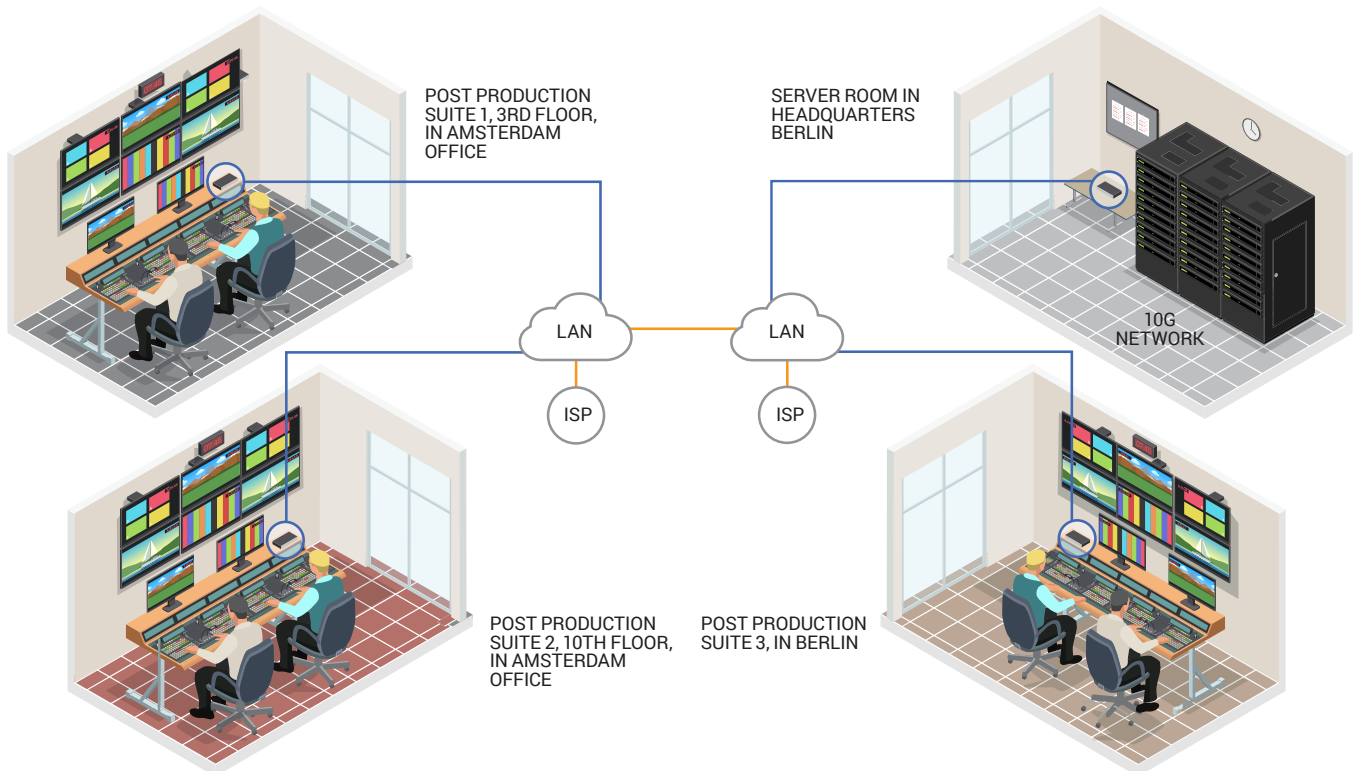 POST PRODUCTION
SUITE 1, 3RD FLOOR,
IN AMSTERDAM
OFFICE
SERVER ROOM IN
HEADQUARTERS
BERLIN
10G
NETWORK
LAN
LAN
ISP
ISP
POST PRODUCTION
SUITE 2, 10TH FLOOR,
IN AMSTERDAM
OFFICE
POST PRODUCTION
SUITE 3, IN BERLIN